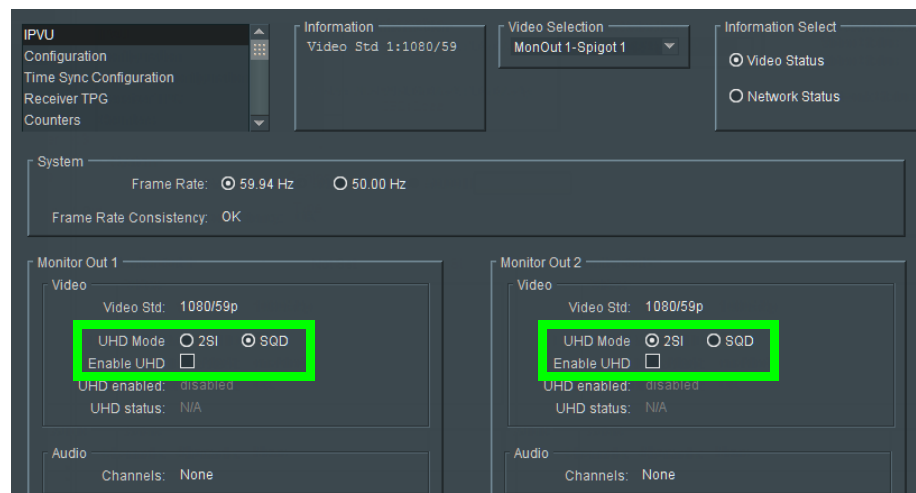 IPVU
Configuration
Time Sync Configuration
Receiver TPG
Counters
Information
Video Std 1:1080/59
Video Selection
MonOut 1-Spigot 1
Information Select
Video Status
Network Status
System
Frame Rate: 59.94 Hz 50.00 Hz
Frame Rate Consistency: OK
Monitor Out 1
Video
Video Std: 1080/59p
UHD Mode 2SI SQD
Enable UHD
UHD enabled: disabled
UHD status: N/A
Audio
Channels: None
Monitor Out 2
Video
Video Std: 1080/59p
UHD Mode 2SI SQD
Enable UHD
UHD enabled: disabled
UHD status: N/A
Audio
Channels: None